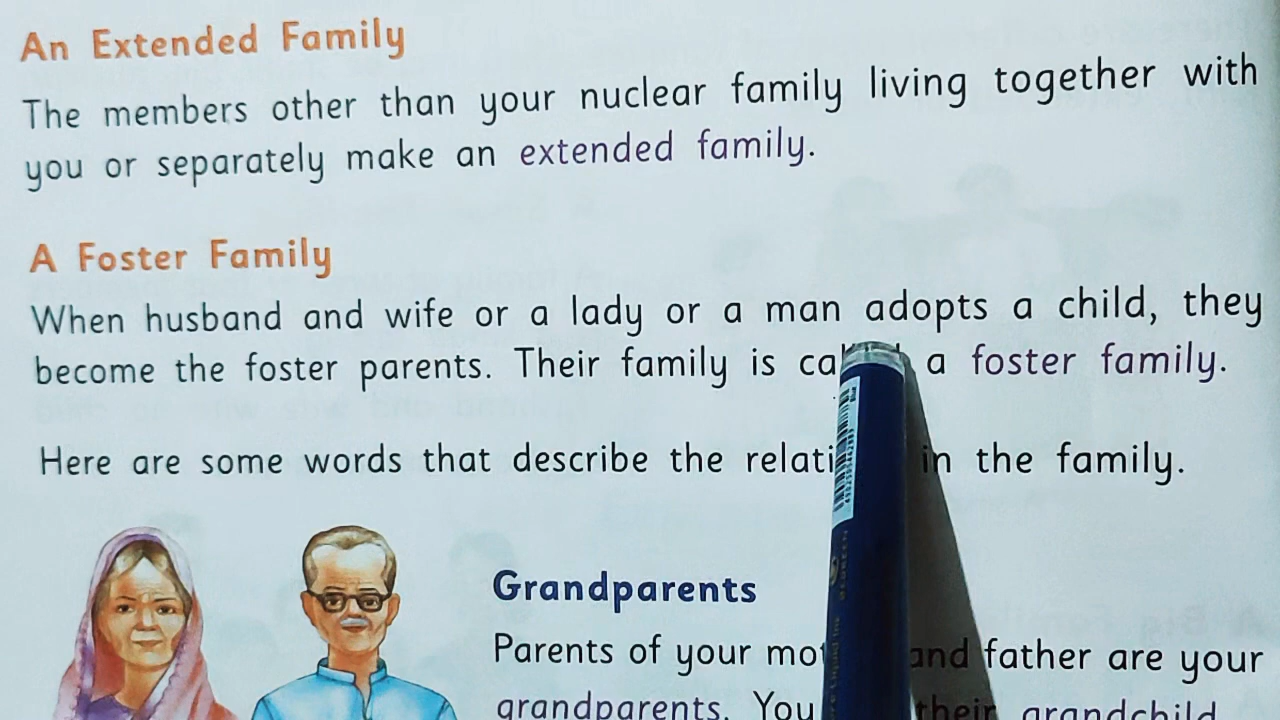 An Extended Family
The members other than your nuclear family living together with
you or separately make an extended family.
A Foster Family
When husband and wife or a lady or a man adopts a child, they
become the foster parents. Their family is a foster family.
Here are some words that describe the in the family.
Grandparents
Parents of your and father are your
grandparents. You their grandchild